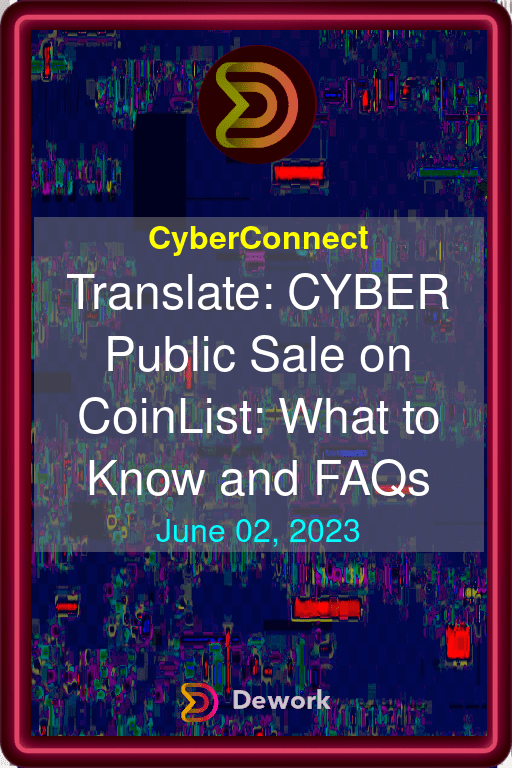 CyberConnect
Translate: CYBER
Public Sale on
CoinList: What to
Know and FAQs
June 02, 2023
Dework